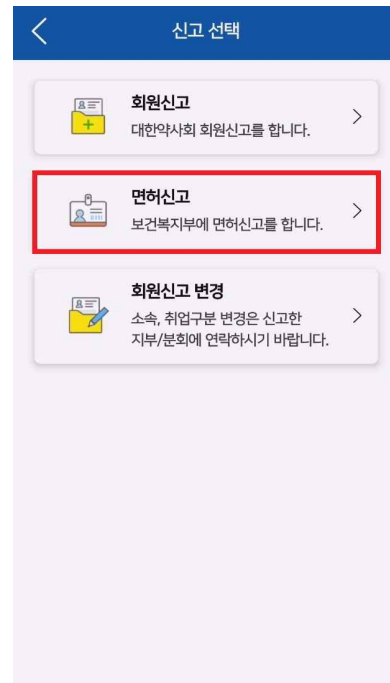 신고 선택
회원신고
대한약사회 회원신고를 합니다.
면허신고
보건복지부에 면허신고를 합니다.
회원신고 변경
소속, 취업구분 변경은 신고한
지부/분회에 연락하시기 바랍니다.